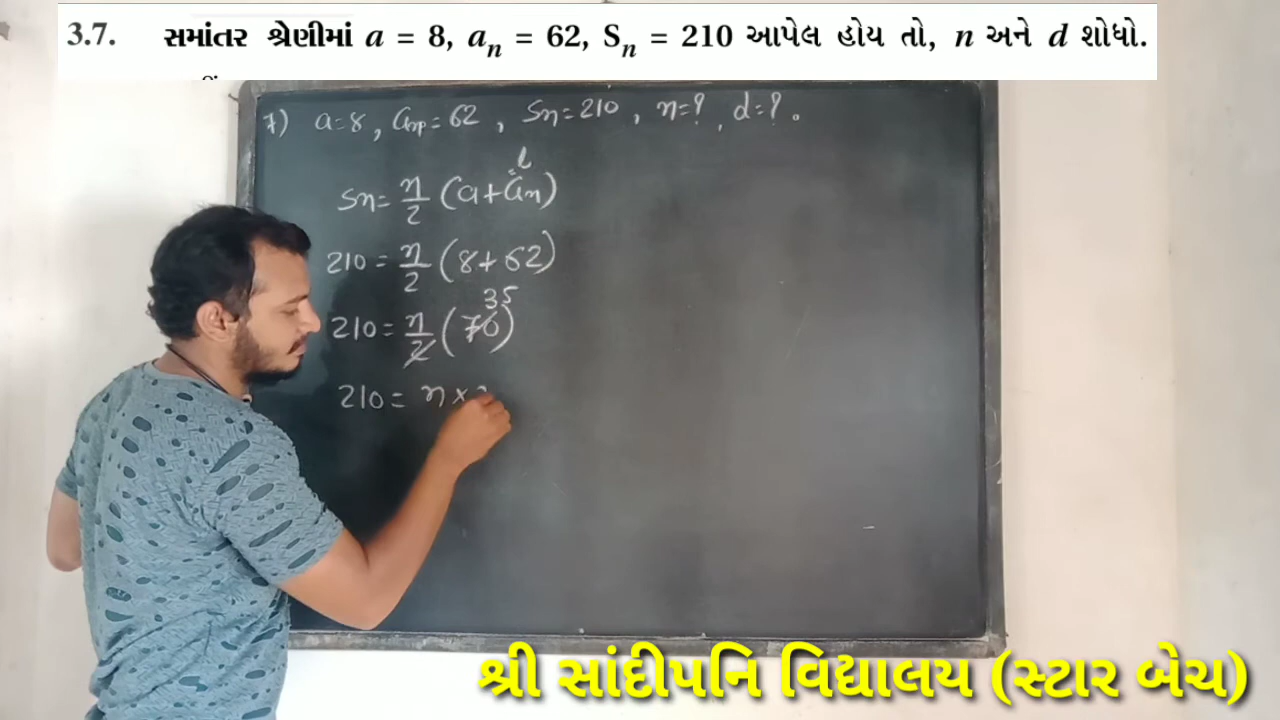 3.7. સમાંતર શ્રેણીમાં a = 8, aₙ = 62, Sₙ = 210 આપેલ હોય તો, n અને d શોધો.
7) a=8, an=62, Sn=210, n=?, d=?.
l
Sn= n/2 (a+an)
210 = n/2 (8+62)
35
210 = n/2 (70)
210 = n ×
શ્રી સાંદીપનિ વિદ્યાલય (સ્ટાર બેચ)